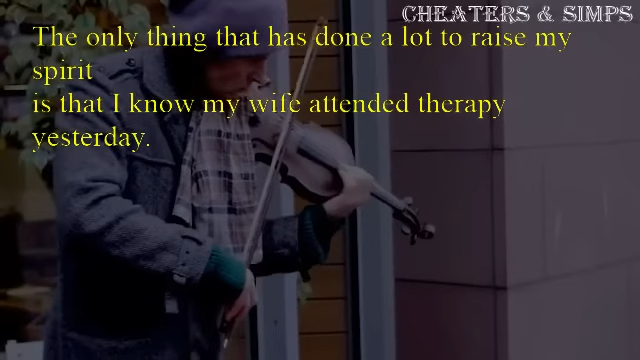 CHEATERS & SIMPS
The only thing that has done a lot to raise my
spirit
is that I know my wife attended therapy
yesterday.